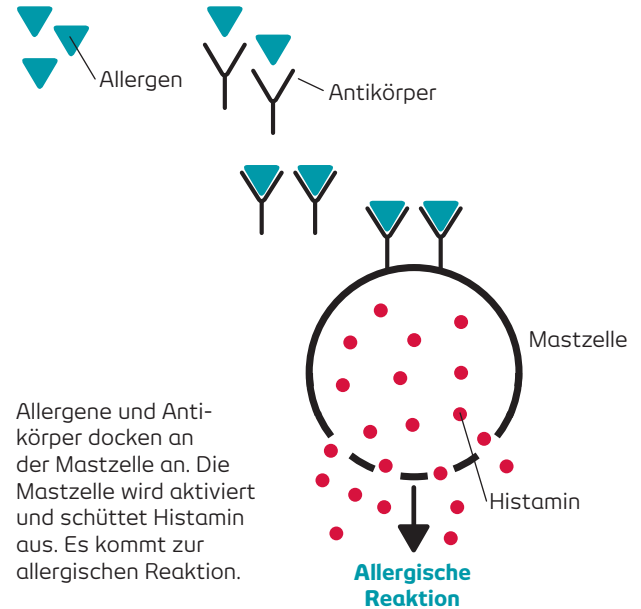 Allergen
Antikörper
Mastzelle
Allergene und Anti-
körper docken an
der Mastzelle an. Die
Mastzelle wird aktiviert
und schüttet Histamin
aus. Es kommt zur
allergischen Reaktion.
Histamin
Allergische
Reaktion